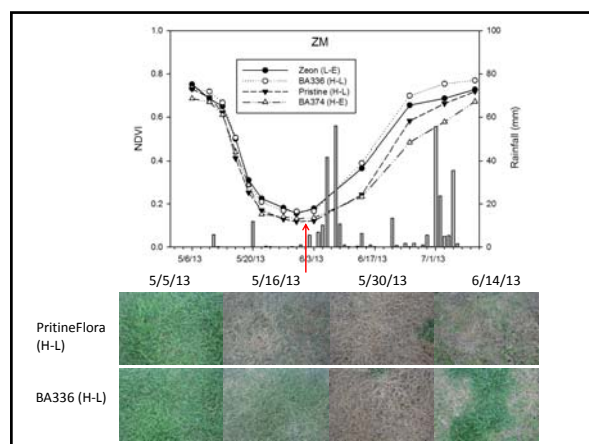 ZM
Zeon (L-E)
BA336 (H-L)
Pristine (H-L)
BA374 (H-E)
NDVI
1.0
0.8
0.6
0.4
0.2
0.0
Rainfall (mm)
100
80
60
40
20
0
5/6/13 5/20/13 6/3/13 6/17/13 7/1/13
5/5/13 5/16/13 5/30/13 6/14/13
PritineFlora
(H-L)
BA336 (H-L)